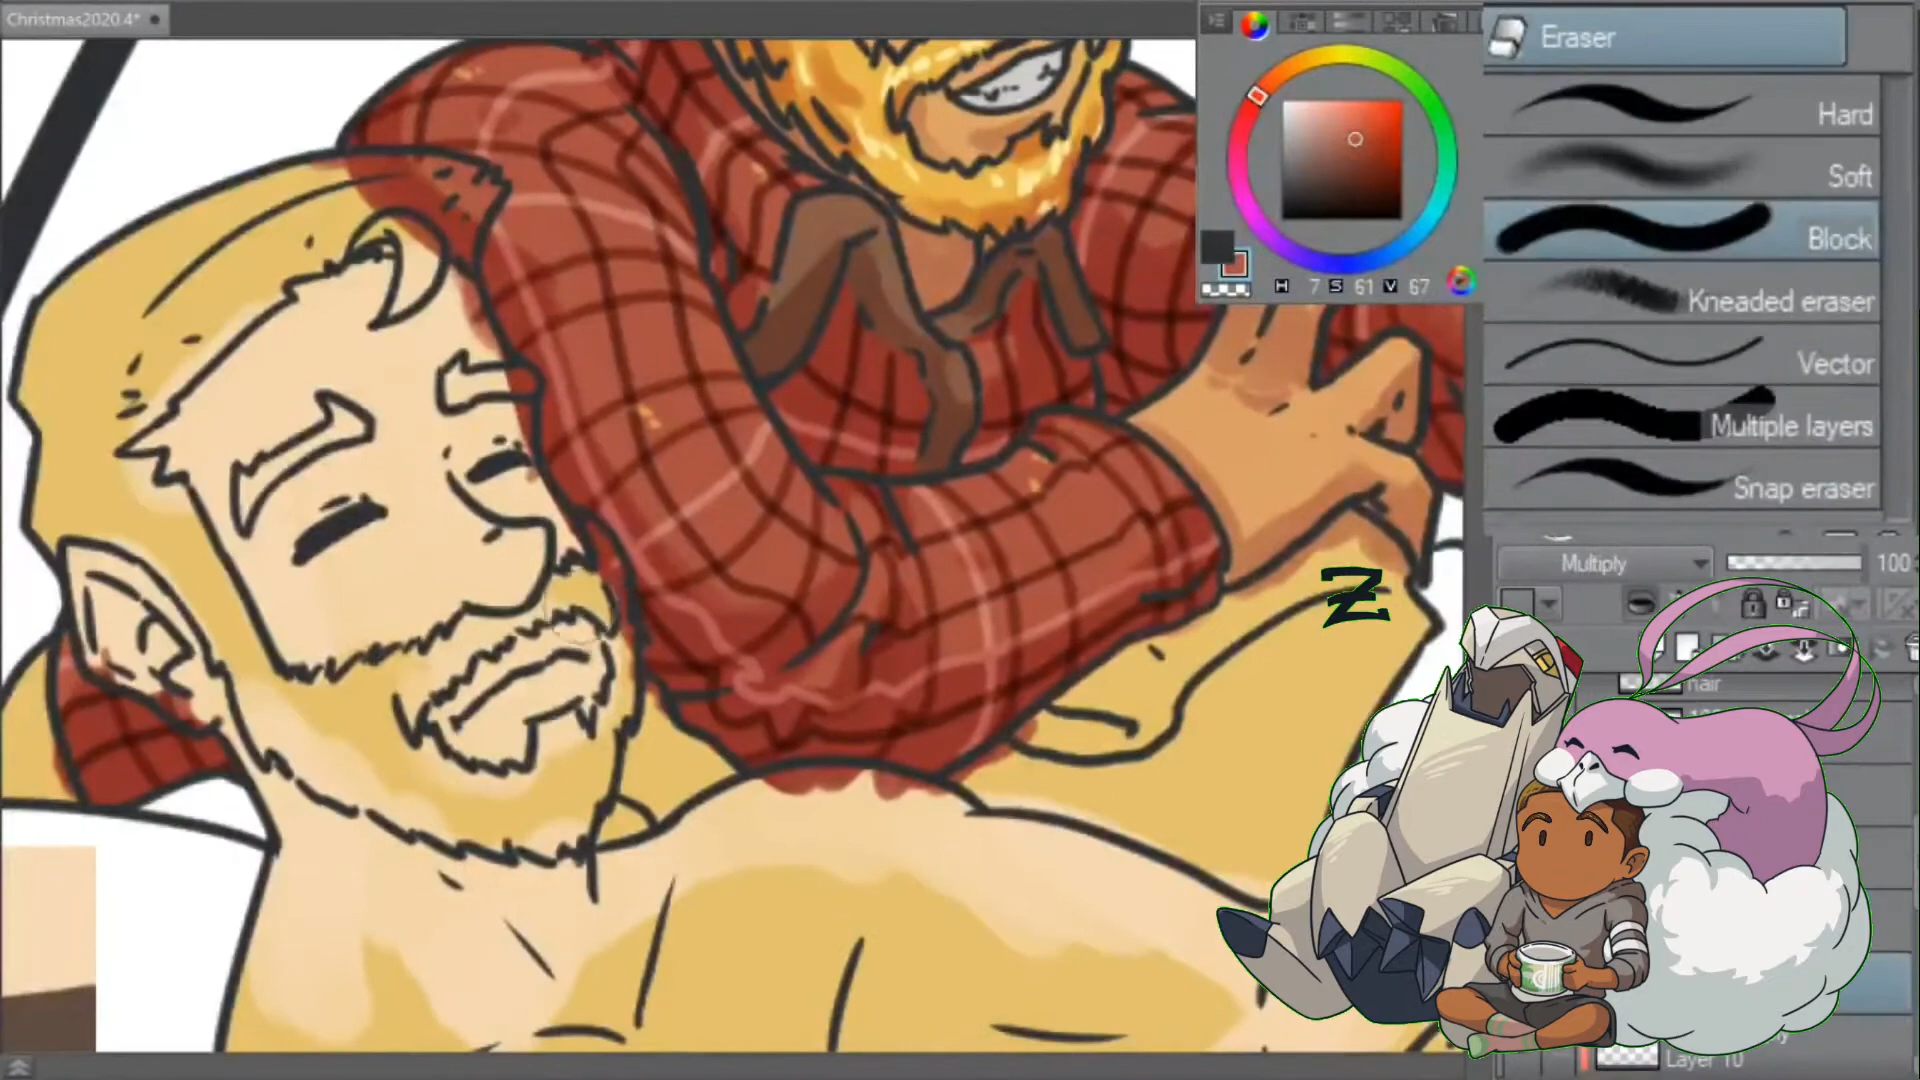 Christmas2020.4*
Eraser
Hard
Soft
Block
H 7 S 61 V 67
Kneaded eraser
Vector
Multiple layers
Snap eraser
Multiply
100
Z
hair
Layer 10